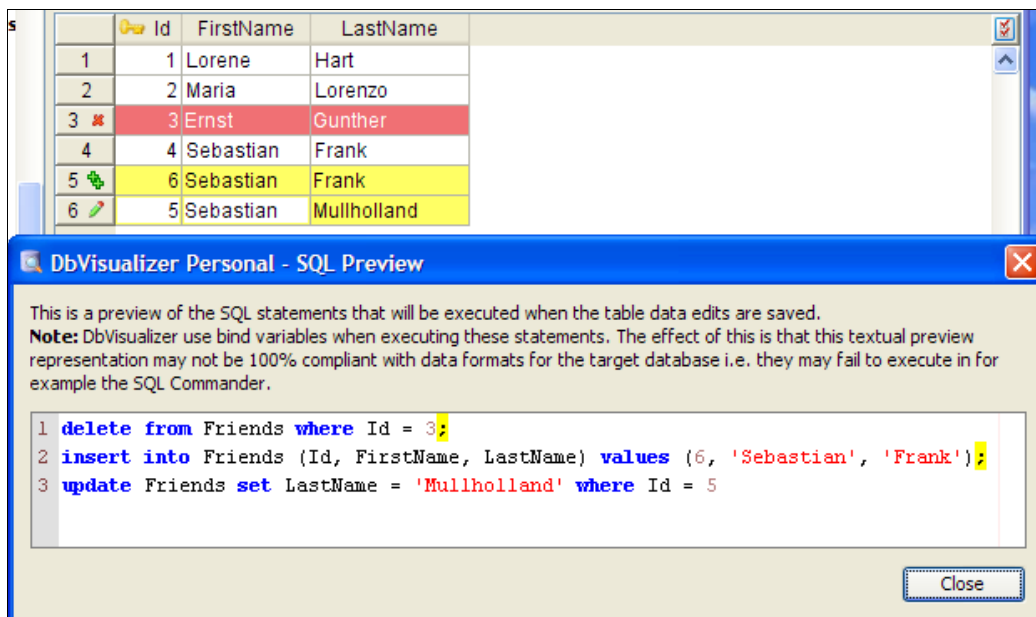 s
Id FirstName LastName
1 1 Lorene Hart
2 2 Maria Lorenzo
3 3 Ernst Gunther
4 4 Sebastian Frank
5 6 Sebastian Frank
6 5 Sebastian Mullholland
DbVisualizer Personal - SQL Preview
This is a preview of the SQL statements that will be executed when the table data edits are saved.
Note: DbVisualizer use bind variables when executing these statements. The effect of this is that this textual preview
representation may not be 100% compliant with data formats for the target database i.e. they may fail to execute in for
example the SQL Commander.
1 delete from Friends where Id = 3;
2 insert into Friends (Id, FirstName, LastName) values (6, 'Sebastian', 'Frank');
3 update Friends set LastName = 'Mullholland' where Id = 5
Close